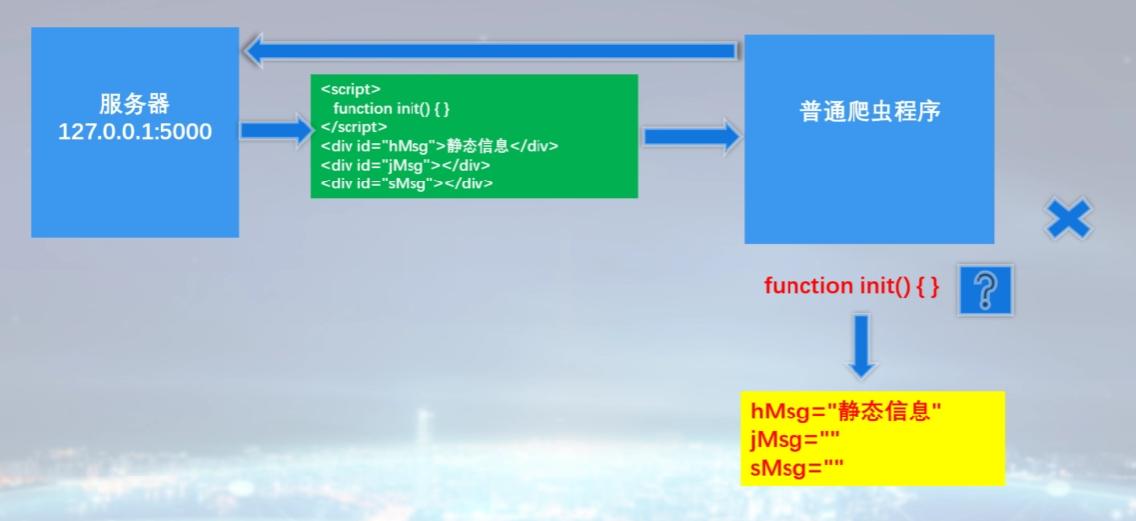 服务器
127.0.0.1:5000
<script>
function init() { }
</script>
<div id="hMsg">静态信息</div>
<div id="jMsg"></div>
<div id="sMsg"></div>
普通爬虫程序
function init() { }
?
hMsg="静态信息"
jMsg=""
sMsg=""